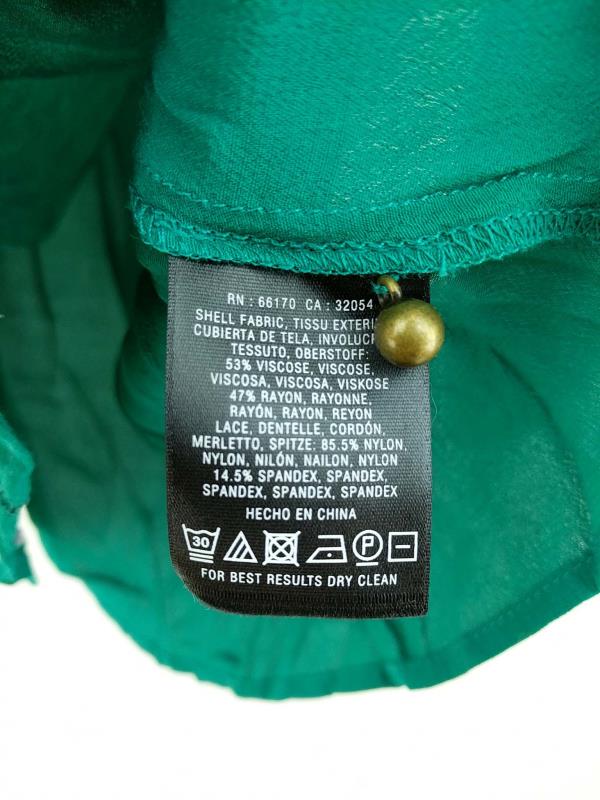 RN : 66170 CA : 32054
SHELL FABRIC, TISSU
CUBIERTA DE TELA,
TESSUTO, OBERSTOFF:
53% VISCOSE, VISCOSE,
VISCOSA, VISCOSA, VISKOSE
47% RAYON, RAYONNE,
RAYÓN, RAYON, REYON
LACE, DENTELLE, CORDÓN,
MERLETTO, SPITZE: 85.5% NYLON,
NYLON, NILÓN, NAILON, NYLON
14.5% SPANDEX, SPANDEX,
SPANDEX, SPANDEX, SPANDEX
HECHO EN CHINA
30 P
FOR BEST RESULTS DRY CLEAN